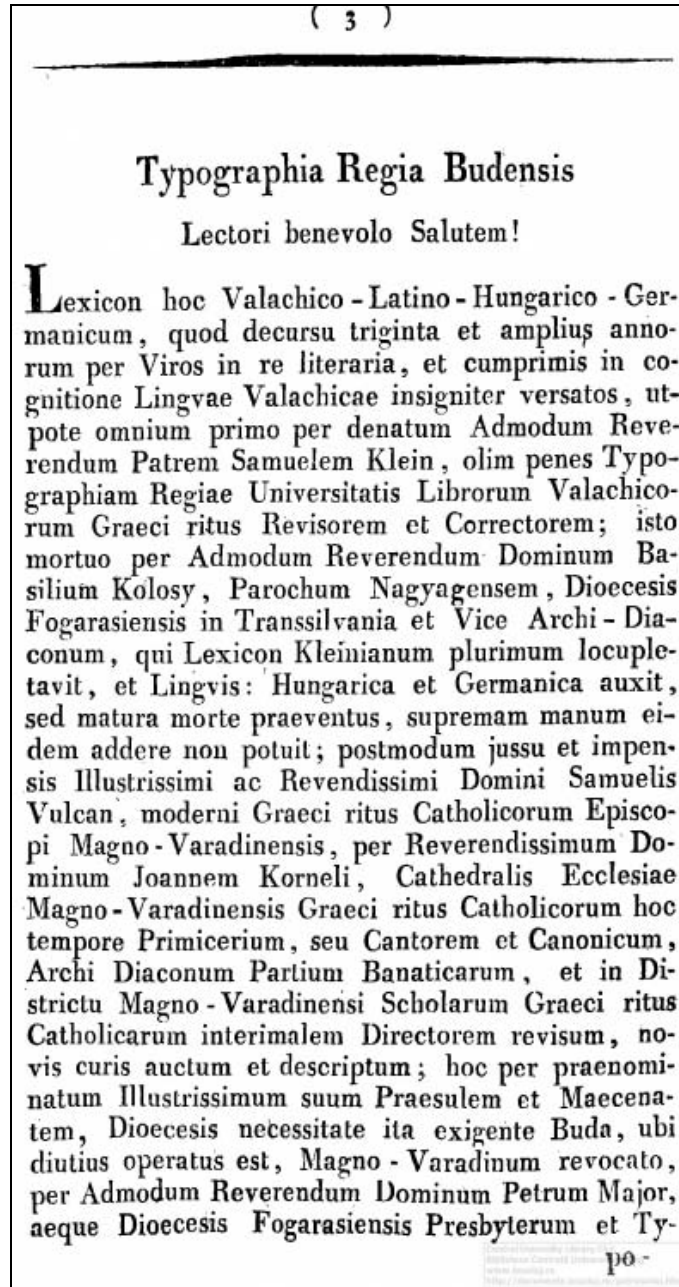 ( 3 )
Typographia Regia Budensis
Lectori benevolo Salutem!
Lexicon hoc Valachico - Latino - Hungarico - Ger-
manicum, quod decursu triginta et amplius anno-
rum per Viros in re literaria, et cumprimis in co-
gnitione Lingvae Valachicae insigniter versatos, ut-
pote omnium primo per denatum Admodum Reve-
rendum Patrem Samuelem Klein, olim penes Typo-
graphiam Regiae Universitatis Librorum Valachico-
rum Graeci ritus Revisorem et Correctorem; isto
mortuo per Admodum Reverendum Dominum Ba-
silium Kolosy, Parochum Nagyagensem, Dioecesis
Fogarasiensis in Transsilvania et Vice Archi - Dia-
conum, qui Lexicon Kleinianum plurimum locuple-
tavit, et Lingvis: Hungarica et Germanica auxit,
sed matura morte praeventus, supremam manum ei-
dem addere non potuit; postmodum jussu et impen-
sis Illustrissimi ac Revendissimi Domini Samuelis
Vulcan, moderni Graeci ritus Catholicorum Episco-
pi Magno - Varadinensis, per Reverendissimum Do-
minum Joannem Korneli, Cathedralis Ecclesiae
Magno - Varadinensis Graeci ritus Catholicorum hoc
tempore Primicerium, seu Cantorem et Canonicum,
Archi Diaconum Partium Banaticarum, et in Di-
strictu Magno - Varadinensi Scholarum Graeci ritus
Catholicarum interimalem Directorem revisum, no-
vis curis auctum et descriptum; hoc per praenomi-
natum Illustrissimum suum Praesulem et Maecena-
tem, Dioecesis necessitate ita exigente Buda, ubi
diutius operatus est, Magno - Varadinum revocato,
per Admodum Reverendum Dominum Petrum Major,
aeque Dioecesis Fogarasiensis Presbyterum et Ty-
po-